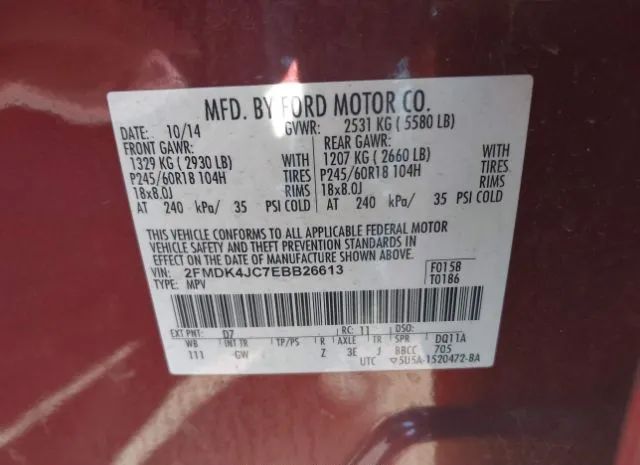 MFD. BY FORD MOTOR CO.
DATE: 10/14 GVWR: 2531 KG ( 5580 LB)
FRONT GAWR: REAR GAWR:
1329 KG ( 2930 LB) WITH 1207 KG ( 2660 LB) WITH
P245/60R18 104H TIRES P245/60R18 104H TIRES
18x8.0J RIMS 18x8.0J RIMS
AT 240 kPa/ 35 PSI COLD AT 240 kPa/ 35 PSI COLD
THIS VEHICLE CONFORMS TO ALL APPLICABLE FEDERAL MOTOR
VEHICLE SAFETY AND THEFT PREVENTION STANDARDS IN
EFFECT ON THE DATE OF MANUFACTURE SHOWN ABOVE.
VIN: 2FMDK4JC7EBB26613 F015B
TYPE: MPV T0186
EXT PNT: D7 RC: 11 DSO:
WB INT TR TP/PS R AXLE TR SPR DQ11A
111 GW Z 3E J BBCC 705
UTC ▽5U5A-1520472-BA